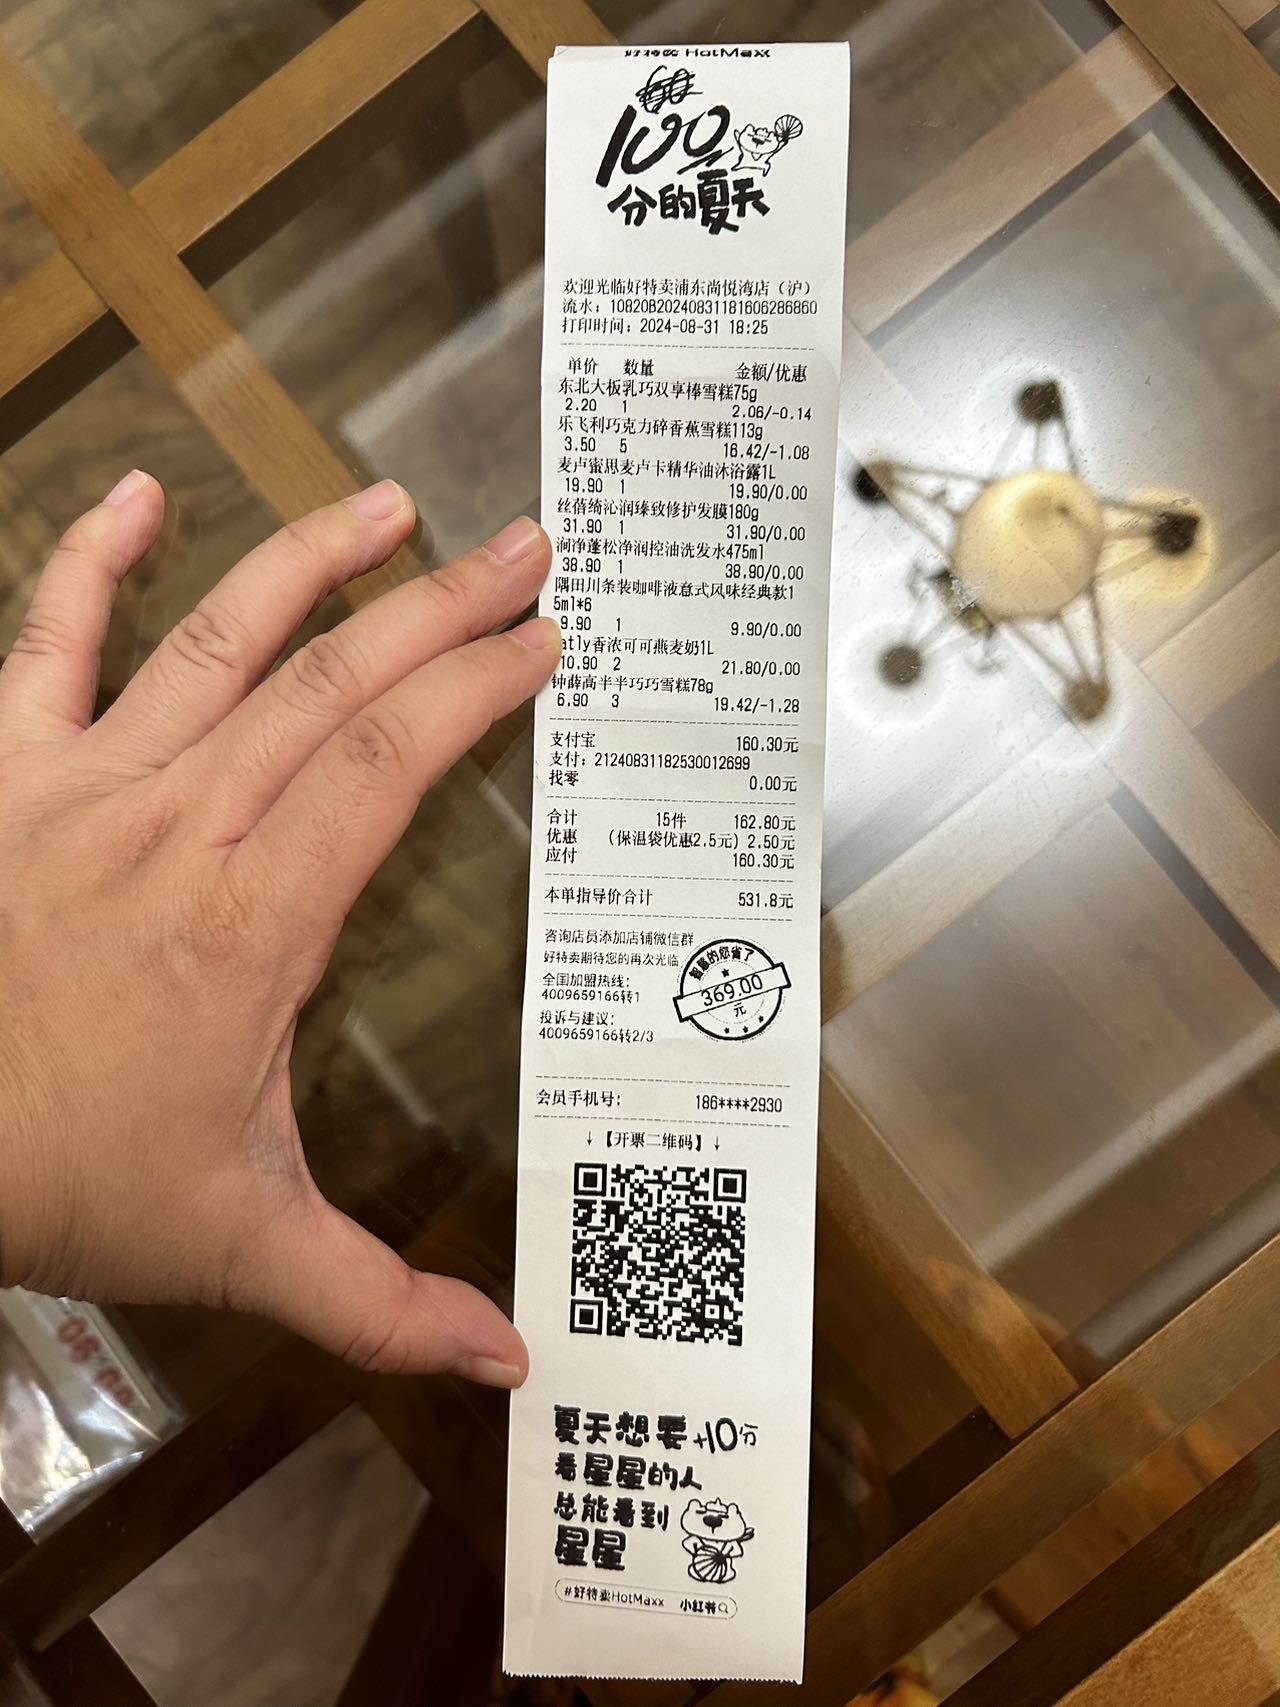 好特卖 HotMaxx
100
分的夏天
欢迎光临好特卖浦东尚悦湾店（沪）
流水：10820B20240831181606286860
打印时间：2024-08-31 18:25
单价 数量 金额/优惠
东北大板乳巧双享棒雪糕75g
2.20 1 2.06/-0.14
乐飞利巧克力碎香蕉雪糕113g
3.50 5 16.42/-1.08
麦卢蜜思麦卢卡精华油沐浴露1L
19.90 1 19.90/0.00
丝蓓绮沁润臻致修护发膜180g
31.90 1 31.90/0.00
涧净蓬松净润控油洗发水475ml
38.90 1 38.90/0.00
隅田川条装咖啡液意式风味经典款1
5ml*6
9.90 1 9.90/0.00
atly香浓可可燕麦奶1L
10.90 2 21.80/0.00
钟薛高半半巧巧雪糕78g
6.90 3 19.42/-1.28
支付宝 160.30元
支付：21240831182530012699
找零 0.00元
合计 15件 162.80元
优惠 （保温袋优惠2.5元）2.50元
应付 160.30元
本单指导价合计 531.8元
咨询店员添加店铺微信群
好特卖期待您的再次光临
全国加盟热线：
4009659166转1
投诉与建议：
4009659166转2/3
智慧的您省了
369.00
元
会员手机号： 186****2930
↓【开票二维码】↓
夏天想要+10分
看星星的人
总能看到
星星
#好特卖HotMaxx 小红书